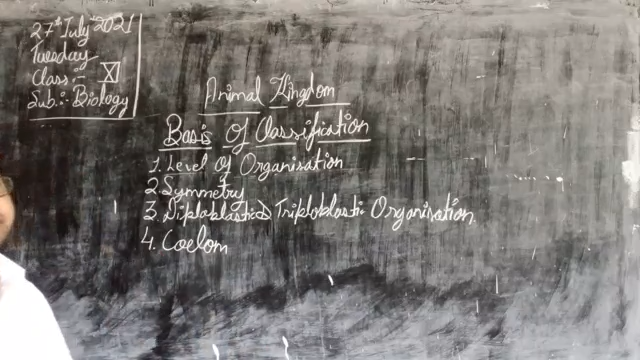 27th July 2021
Tuesday
Class:- XI
Sub.:- Biology
Animal Kingdom
Basis Of Classification
1. Level Of Organisation
2. Symmetry
3. Diploblastic & Triploblastic Organisation
4. Coelom